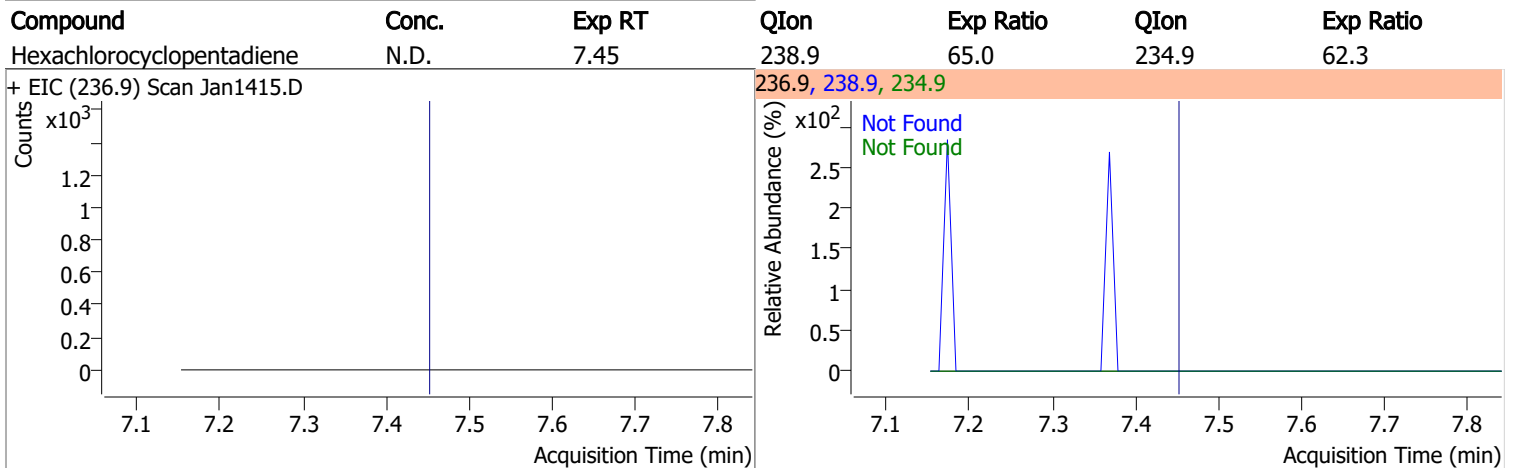 Compound Conc. Exp RT QIon Exp Ratio QIon Exp Ratio
Hexachlorocyclopentadiene N.D. 7.45 238.9 65.0 234.9 62.3
+ EIC (236.9) Scan Jan1415.D
Counts
x103
1.2
1
0.8
0.6
0.4
0.2
0
7.1 7.2 7.3 7.4 7.5 7.6 7.7 7.8
Acquisition Time (min)
236.9, 238.9, 234.9
Relative Abundance (%)
x102
Not Found
Not Found
2.5
2
1.5
1
0.5
0
7.1 7.2 7.3 7.4 7.5 7.6 7.7 7.8
Acquisition Time (min)